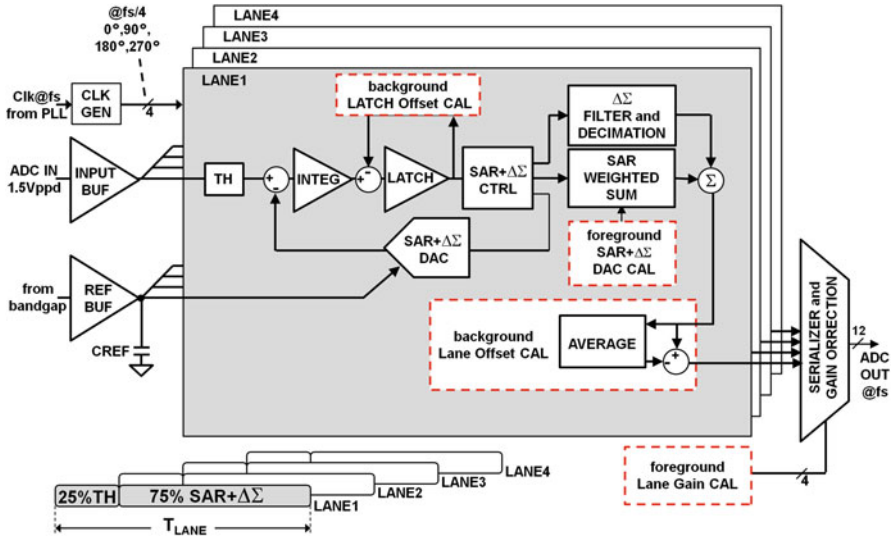 @fs/4
0°,90°,
180°,270°
LANE4
LANE3
LANE2
LANE1
Clk@fs
from PLL
CLK
GEN
4
background
LATCH Offset CAL
ΔΣ
FILTER and
DECIMATION
ADC IN
1.5Vppd
INPUT
BUF
TH
+
-
INTEG
+
-
LATCH
SAR+ΔΣ
CTRL
SAR
WEIGHTED
SUM
Σ
SAR+ΔΣ
DAC
foreground
SAR+ΔΣ
DAC CAL
from
bandgap
REF
BUF
CREF
background
Lane Offset CAL
AVERAGE
+
-
SERIALIZER and
GAIN ORRECTION
12
ADC
OUT
@fs
foreground
Lane Gain CAL
4
LANE4
LANE3
LANE2
LANE1
25%TH
75% SAR+ΔΣ
TLANE